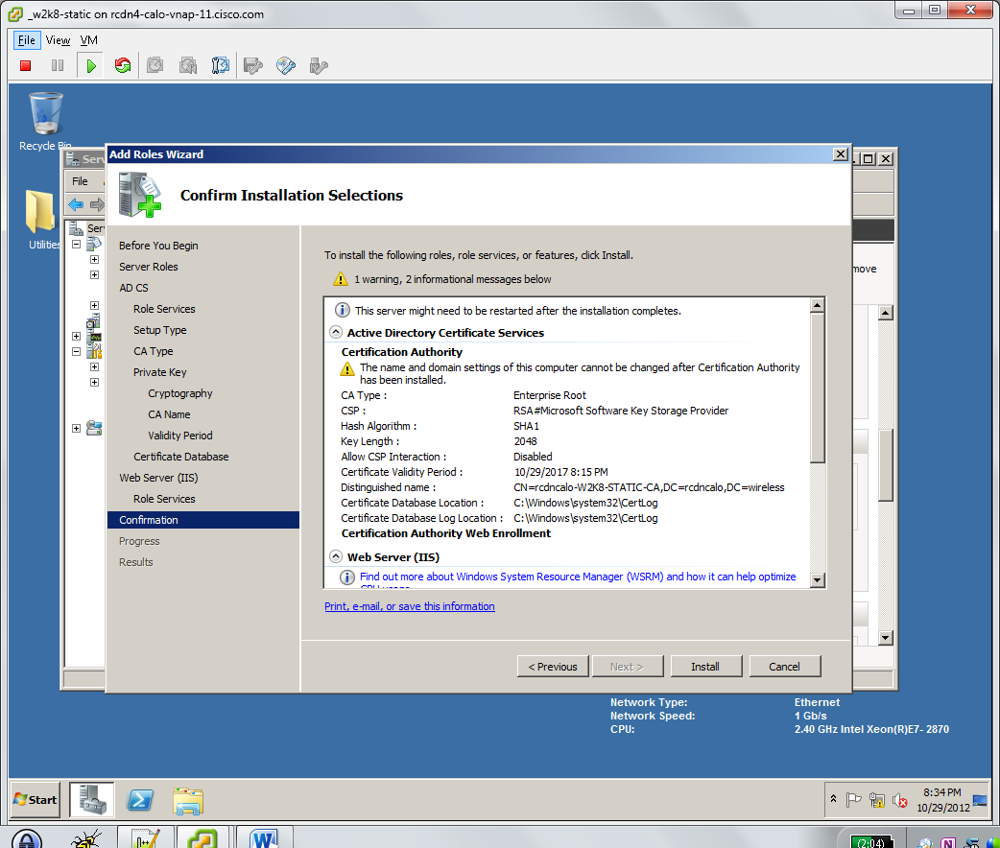 _w2k8-static on rcdn4-calo-vnap-11.cisco.com
File View VM
Recycle Bin
Utilities
Serv
File
Serv
move
Add Roles Wizard
Confirm Installation Selections
Before You Begin
Server Roles
AD CS
Role Services
Setup Type
CA Type
Private Key
Cryptography
CA Name
Validity Period
Certificate Database
Web Server (IIS)
Role Services
Confirmation
Progress
Results
To install the following roles, role services, or features, click Install.
1 warning, 2 informational messages below
This server might need to be restarted after the installation completes.
Active Directory Certificate Services
Certification Authority
The name and domain settings of this computer cannot be changed after Certification Authority
has been installed.
CA Type : Enterprise Root
CSP : RSA#Microsoft Software Key Storage Provider
Hash Algorithm : SHA1
Key Length : 2048
Allow CSP Interaction : Disabled
Certificate Validity Period : 10/29/2017 8:15 PM
Distinguished name : CN=rcdncalo-W2K8-STATIC-CA,DC=rcdncalo,DC=wireless
Certificate Database Location : C:\Windows\system32\CertLog
Certificate Database Log Location : C:\Windows\system32\CertLog
Certification Authority Web Enrollment
Web Server (IIS)
Find out more about Windows System Resource Manager (WSRM) and how it can help optimize
CPU usage
Print, e-mail, or save this information
< Previous Next > Install Cancel
Network Type: Ethernet
Network Speed: 1 Gb/s
CPU: 2.40 GHz Intel Xeon(R)E7- 2870
Start
8:34 PM
10/29/2012
(2:04)